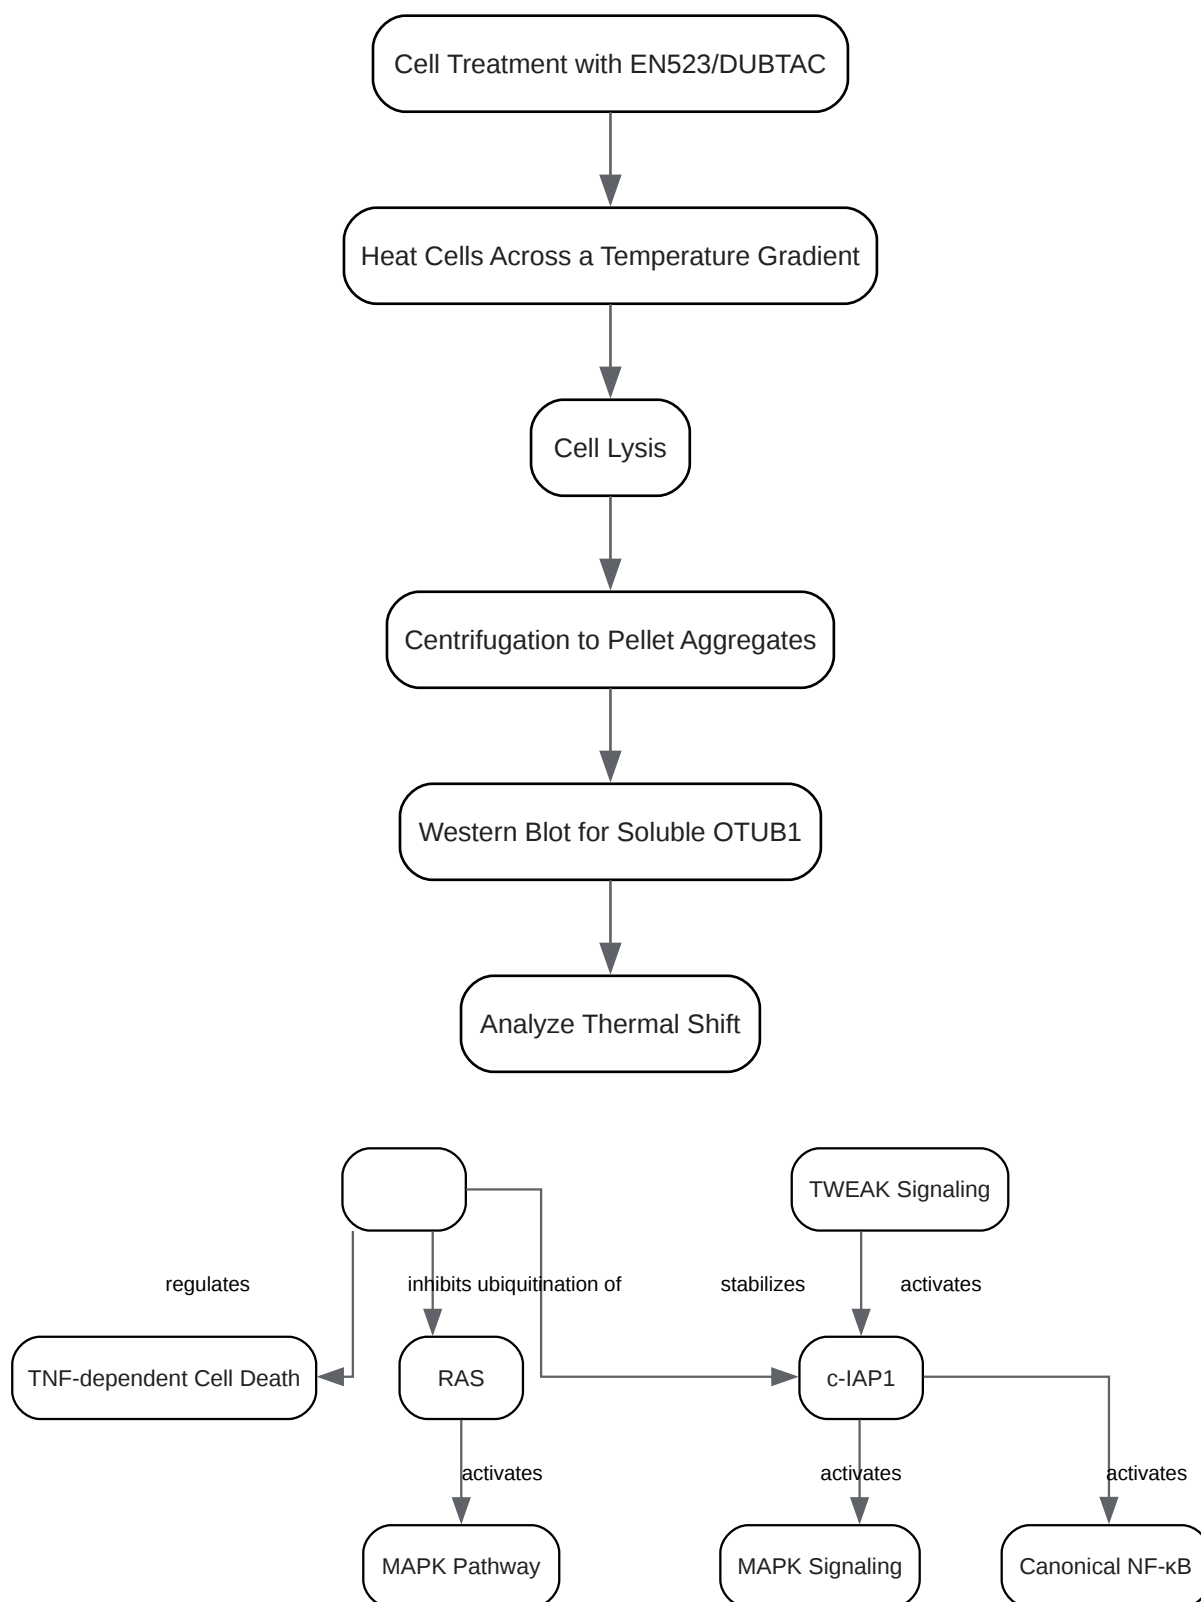 Cell Treatment with EN523/DUBTAC
Heat Cells Across a Temperature Gradient
Cell Lysis
Centrifugation to Pellet Aggregates
Western Blot for Soluble OTUB1
Analyze Thermal Shift
TWEAK Signaling
regulates
inhibits ubiquitination of
stabilizes
activates
TNF-dependent Cell Death
RAS
c-IAP1
activates
activates
activates
MAPK Pathway
MAPK Signaling
Canonical NF-κB